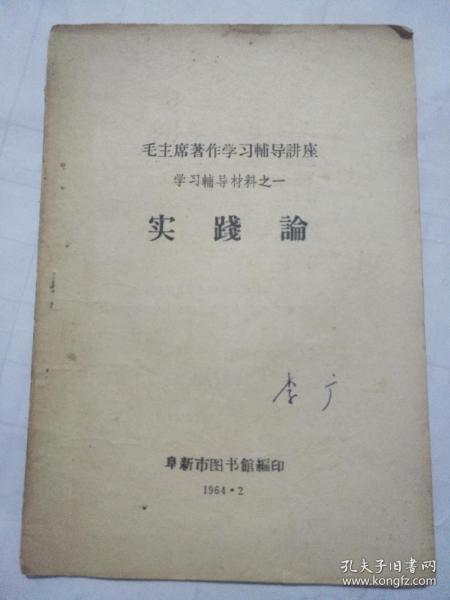 毛主席著作学习輔导講座
学习輔导材料之一
实踐論
李广
阜新市图书館編印
1964·2
孔夫子旧书网
www.kongfz.com